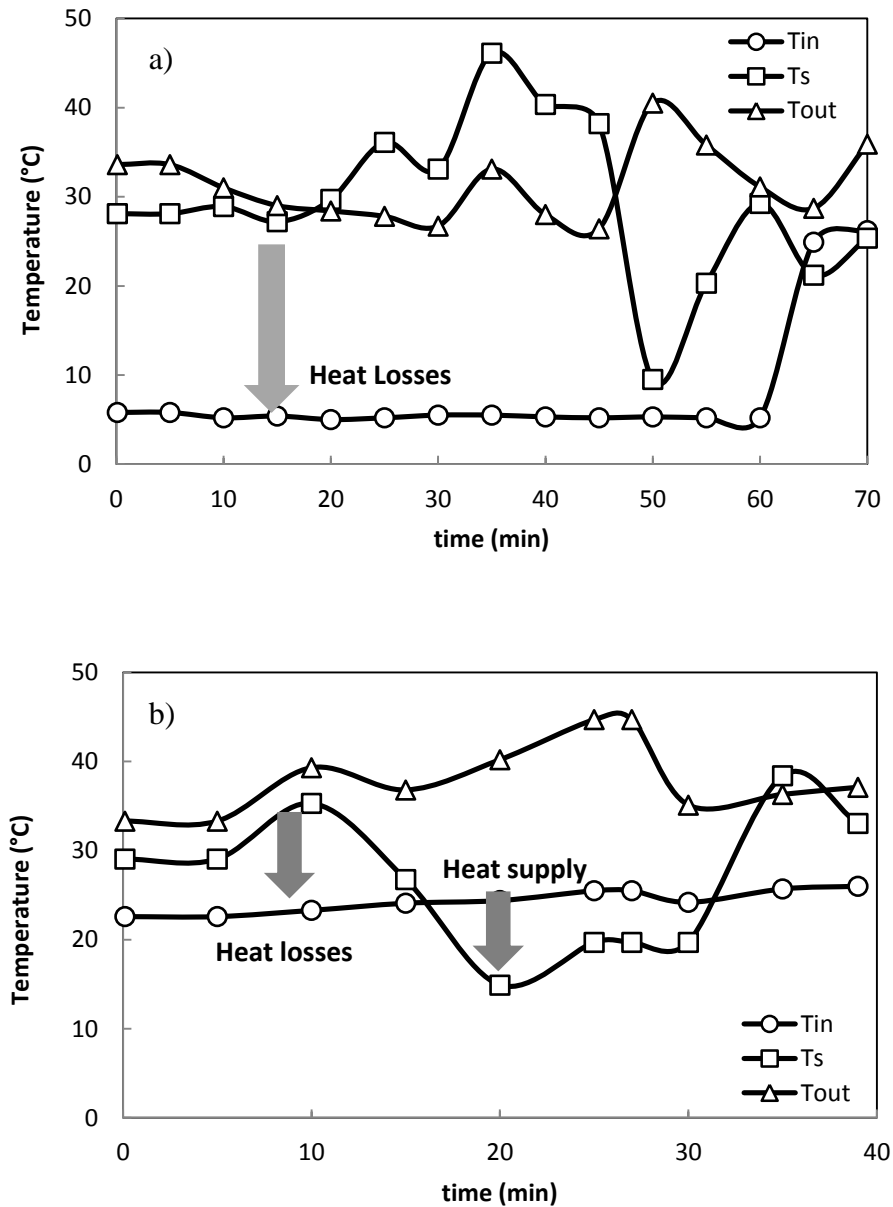 a)
Temperature (°C)
50
40
30
20
10
0
Tin
Ts
Tout
Heat Losses
0 10 20 30 40 50 60 70
time (min)
b)
Temperature (°C)
50
40
30
20
10
0
Heat supply
Heat losses
Tin
Ts
Tout
0 10 20 30 40
time (min)